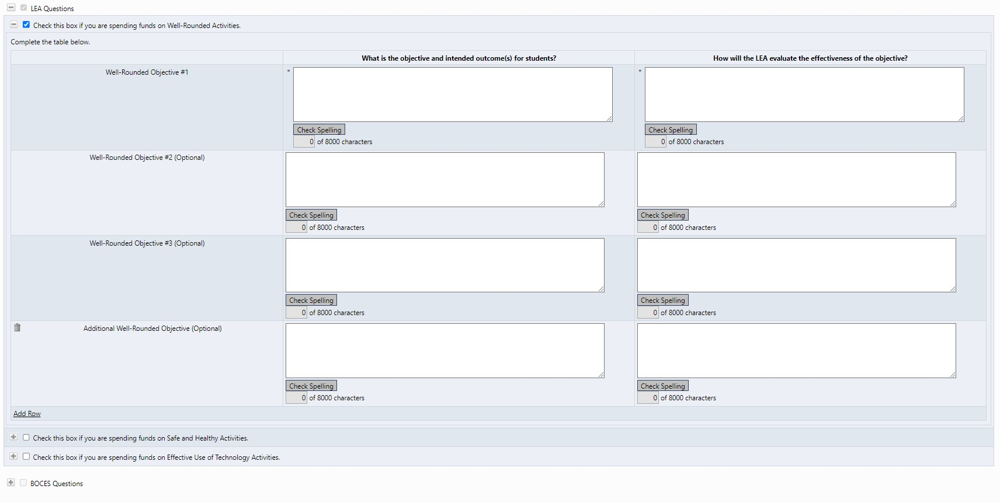 LEA Questions
Check this box if you are spending funds on Well-Rounded Activities.
Complete the table below.
What is the objective and intended outcome(s) for students? How will the LEA evaluate the effectiveness of the objective?
Well-Rounded Objective #1 * *
Check Spelling Check Spelling
0 of 8000 characters 0 of 8000 characters
Well-Rounded Objective #2 (Optional)
Check Spelling Check Spelling
0 of 8000 characters 0 of 8000 characters
Well-Rounded Objective #3 (Optional)
Check Spelling Check Spelling
0 of 8000 characters 0 of 8000 characters
Additional Well-Rounded Objective (Optional)
Check Spelling Check Spelling
0 of 8000 characters 0 of 8000 characters
Add Row
Check this box if you are spending funds on Safe and Healthy Activities.
Check this box if you are spending funds on Effective Use of Technology Activities.
BOCES Questions